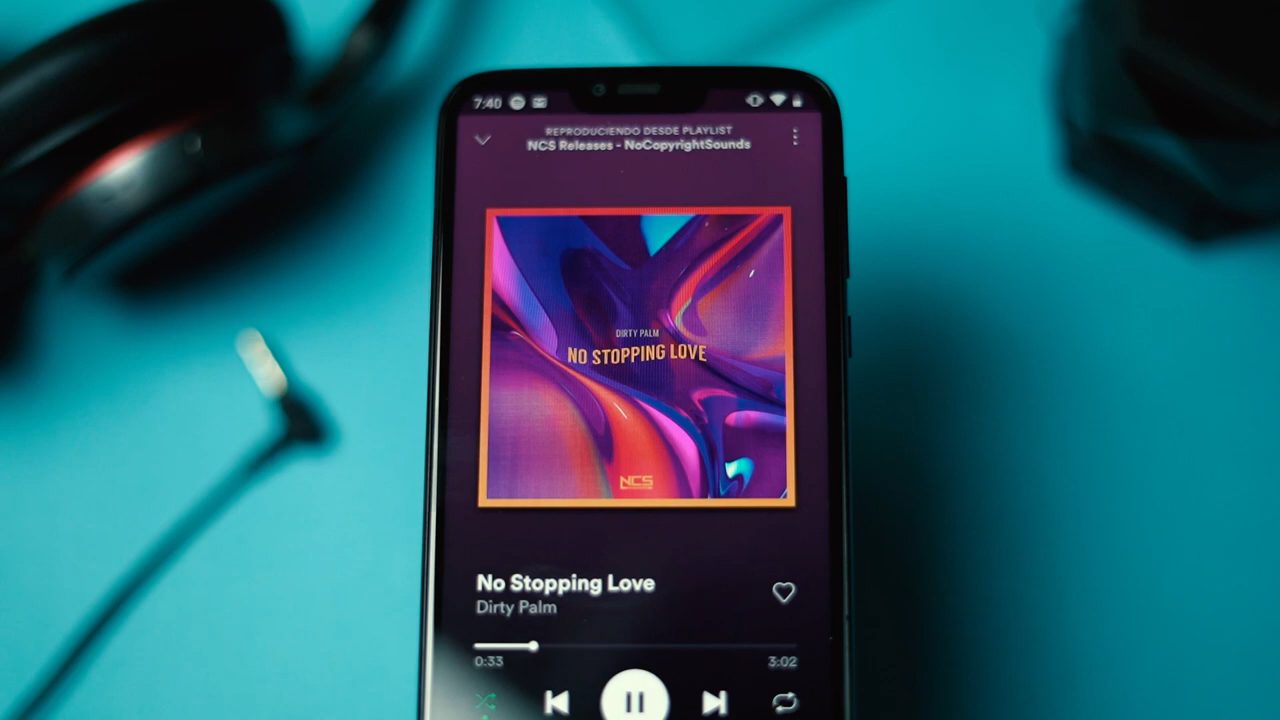 7:40
REPRODUCIENDO DESDE PLAYLIST
NCS Releases - NoCopyrightSounds
DIRTY PALM
NO STOPPING LOVE
NCS
No Stopping Love
Dirty Palm
0:33
3:02